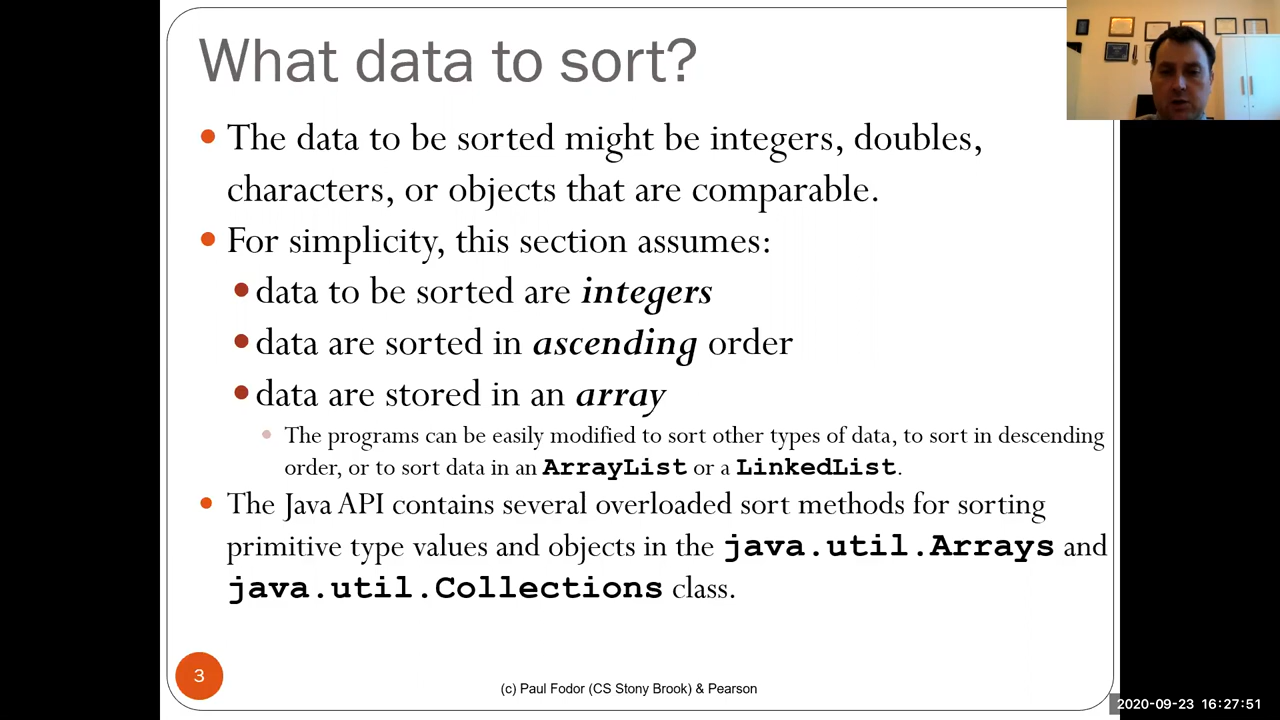 What data to sort?
The data to be sorted might be integers, doubles,
characters, or objects that are comparable.
For simplicity, this section assumes:
data to be sorted are integers
data are sorted in ascending order
data are stored in an array
The programs can be easily modified to sort other types of data, to sort in descending
order, or to sort data in an ArrayList or a LinkedList.
The Java API contains several overloaded sort methods for sorting
primitive type values and objects in the java.util.Arrays and
java.util.Collections class.
3
(c) Paul Fodor (CS Stony Brook) & Pearson
2020-09-23 16:27:51